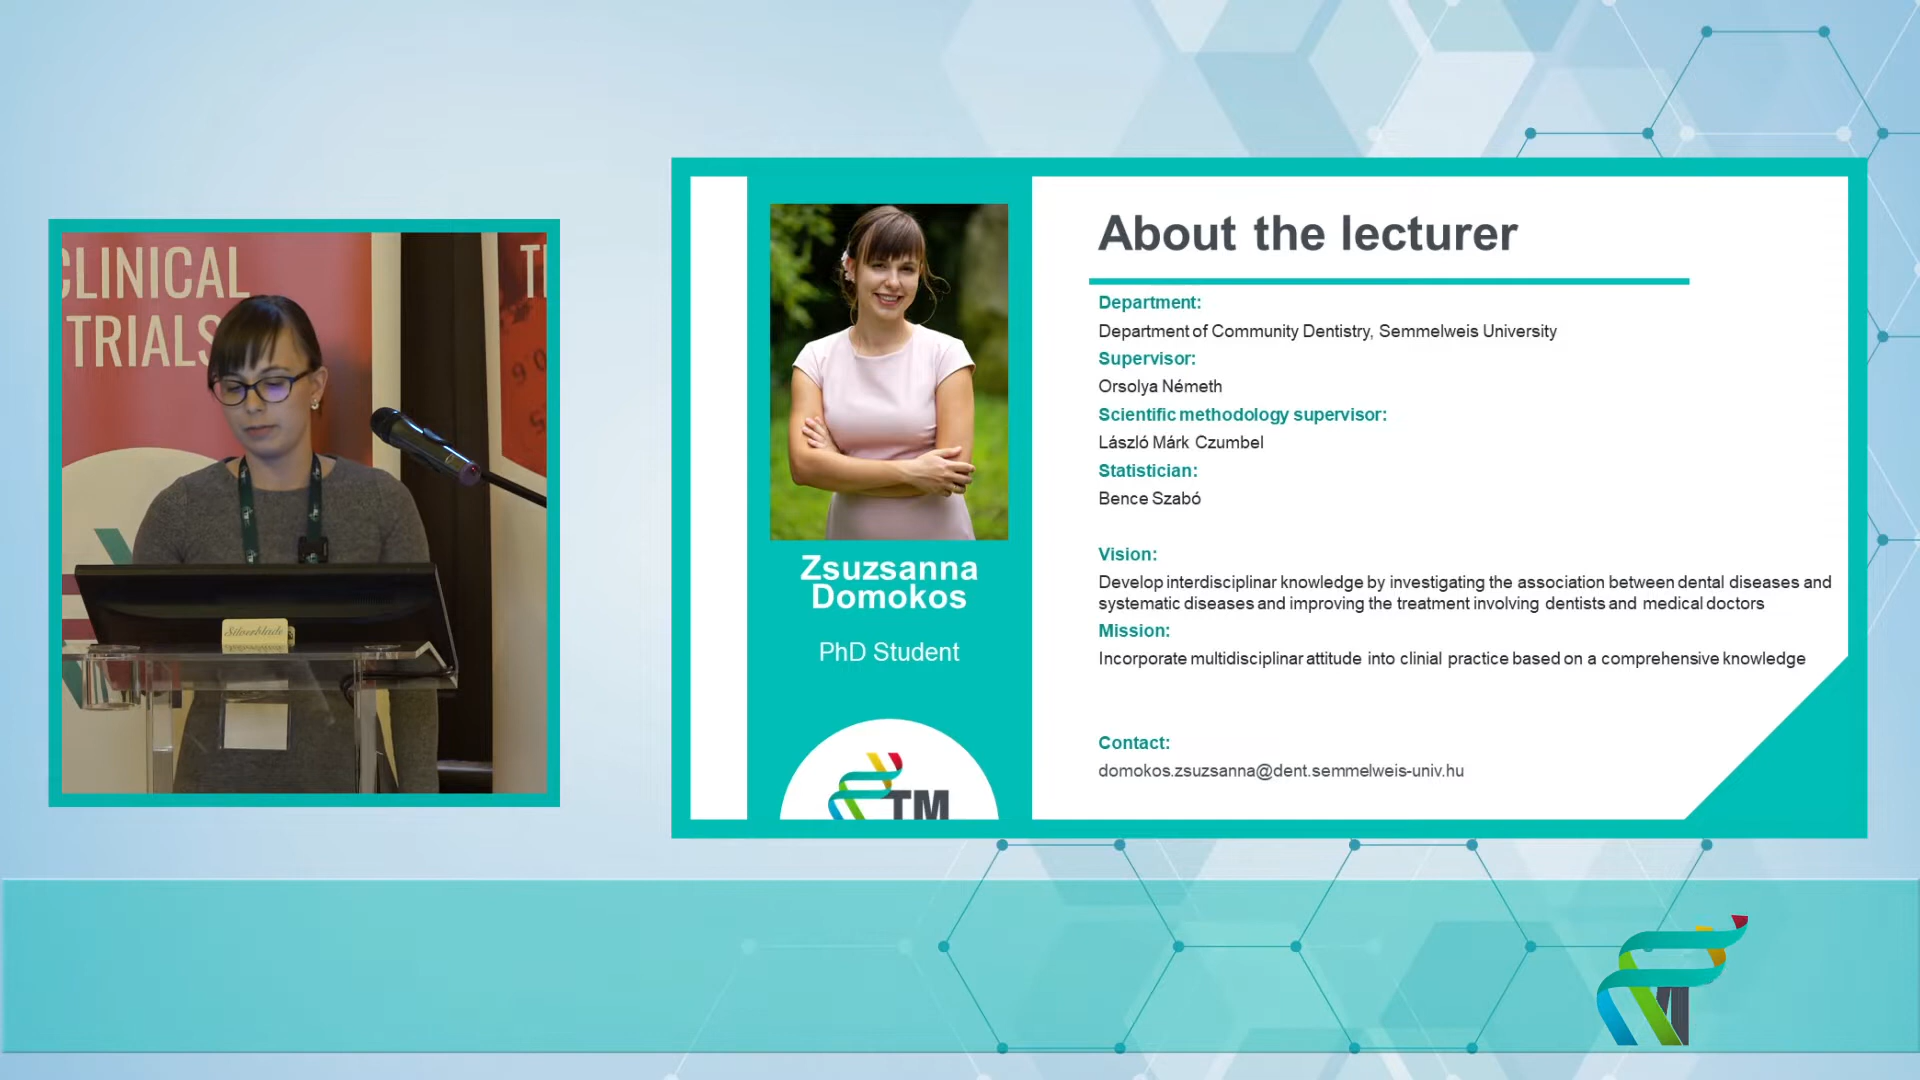 CLINICAL
TRIALS
Silverblade
About the lecturer
Department:
Department of Community Dentistry, Semmelweis University
Supervisor:
Orsolya Németh
Scientific methodology supervisor:
László Márk Czumbel
Statistician:
Bence Szabó
Vision:
Develop interdisciplinar knowledge by investigating the association between dental diseases and
systematic diseases and improving the treatment involving dentists and medical doctors
Mission:
Incorporate multidisciplinar attitude into clinial practice based on a comprehensive knowledge
Contact:
domokos.zsuzsanna@dent.semmelweis-univ.hu
Zsuzsanna
Domokos
PhD Student
TM